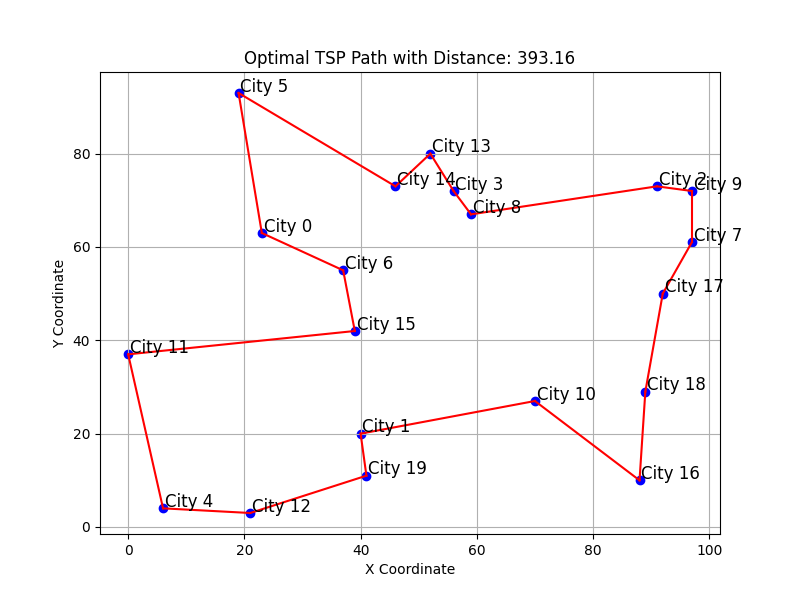 Optimal TSP Path with Distance: 393.16
City 5
City 13
City 14
City 3
City 2
City 9
City 8
City 0
City 7
City 6
City 17
City 15
City 11
City 18
City 10
City 1
City 19
City 16
City 4
City 12
80
60
40
20
0
Y Coordinate
0
20
40
60
80
100
X Coordinate